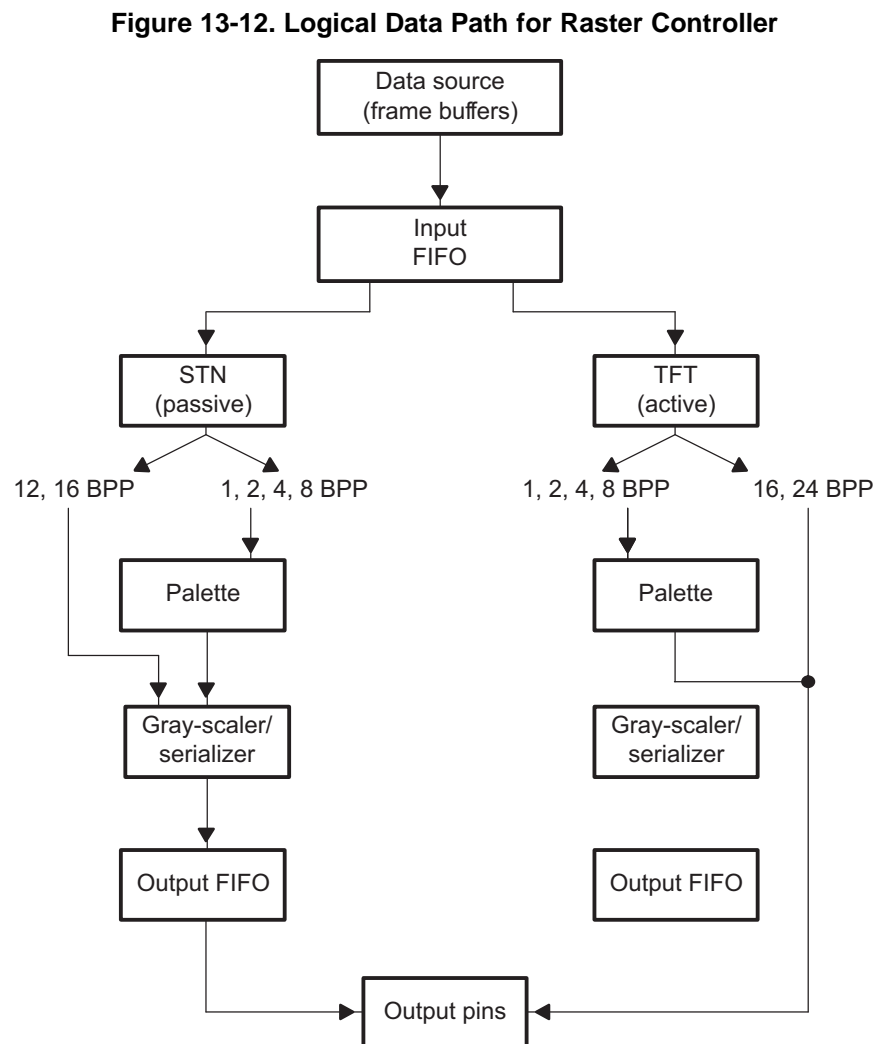 Figure 13-12. Logical Data Path for Raster Controller
Data source
(frame buffers)
Input
FIFO
STN
(passive)
TFT
(active)
12, 16 BPP
1, 2, 4, 8 BPP
1, 2, 4, 8 BPP
16, 24 BPP
Palette
Palette
Gray-scaler/
serializer
Gray-scaler/
serializer
Output FIFO
Output FIFO
Output pins